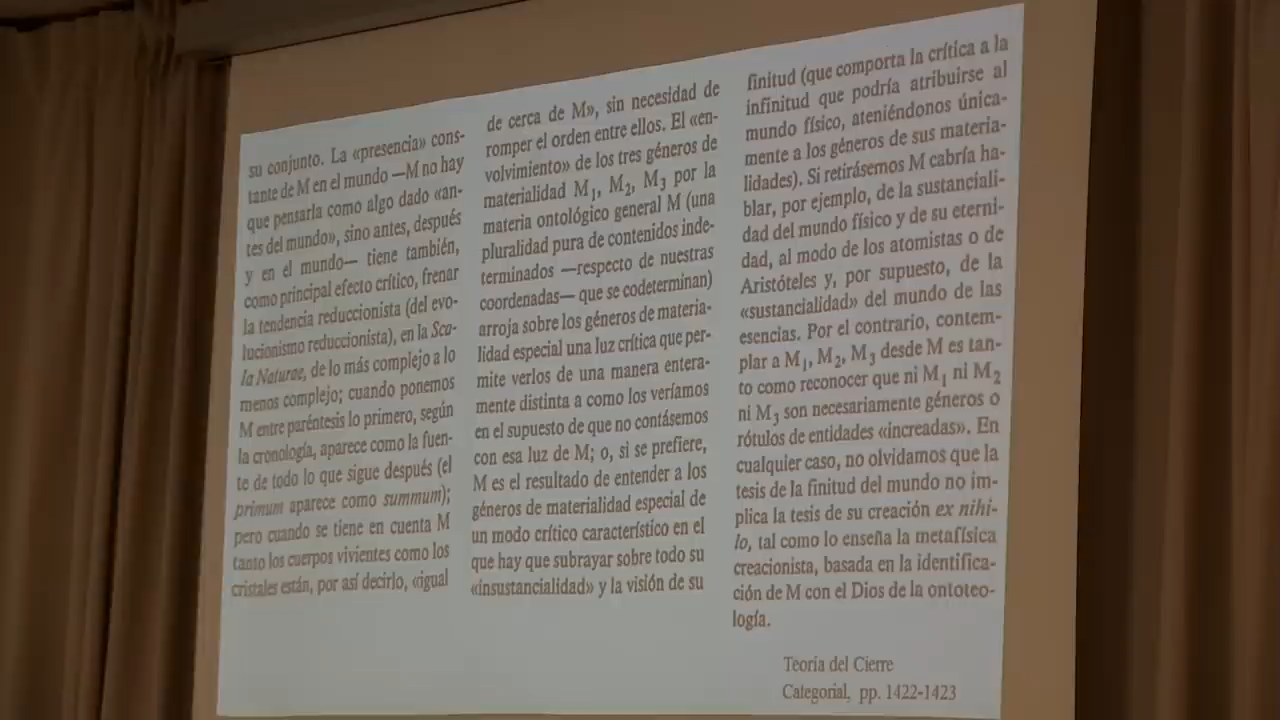 su conjunto. La «presencia» cons-
tante de M en el mundo —M no hay
que pensarla como algo dado «an-
tes del mundo», sino antes, después
y en el mundo— tiene también,
como principal efecto crítico, frenar
la tendencia reduccionista (del evo-
lucionismo reduccionista), en la Sca-
la Naturae, de lo más complejo a lo
menos complejo; cuando ponemos
M entre paréntesis lo primero, según
la cronología, aparece como la fuen-
te de todo lo que sigue después (el
primum aparece como summum);
pero cuando se tiene en cuenta M
tanto los cuerpos vivientes como los
cristales están, por así decirlo, «igual
de cerca de M», sin necesidad de
romper el orden entre ellos. El «en-
volvimiento» de los tres géneros de
materialidad M₁, M₂, M₃ por la
materia ontológico general M (una
pluralidad pura de contenidos inde-
terminados —respecto de nuestras
coordenadas— que se codeterminan)
arroja sobre los géneros de materia-
lidad especial una luz crítica que per-
mite verlos de una manera entera-
mente distinta a como los veríamos
en el supuesto de que no contásemos
con esa luz de M; o, si se prefiere,
M es el resultado de entender a los
géneros de materialidad especial de
un modo crítico característico en el
que hay que subrayar sobre todo su
«insustancialidad» y la visión de su
finitud (que comporta la crítica a la
infinitud que podría atribuirse al
mundo físico, ateniéndonos única-
mente a los géneros de sus materia-
lidades). Si retirásemos M cabría ha-
blar, por ejemplo, de la sustanciali-
dad del mundo físico y de su eterni-
dad, al modo de los atomistas o de
Aristóteles y, por supuesto, de la
«sustancialidad» del mundo de las
esencias. Por el contrario, contem-
plar a M₁, M₂, M₃ desde M es tan-
to como reconocer que ni M₁ ni M₂
ni M₃ son necesariamente géneros o
rótulos de entidades «increadas». En
cualquier caso, no olvidamos que la
tesis de la finitud del mundo no im-
plica la tesis de su creación ex nihi-
lo, tal como lo enseña la metafísica
creacionista, basada en la identifica-
ción de M con el Dios de la ontoteo-
logía.
Teoría del Cierre
Categorial, pp. 1422-1423